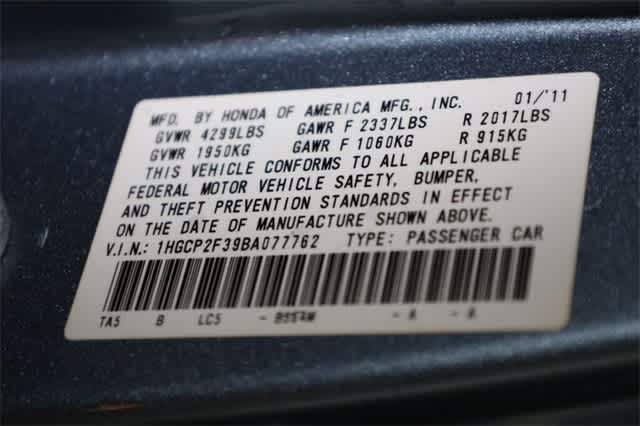 MFD. BY HONDA OF AMERICA MFG., INC. 01/'11
GVWR 4299LBS GAWR F 2337LBS R 2017LBS
GVWR 1950KG GAWR F 1060KG R 915KG
THIS VEHICLE CONFORMS TO ALL APPLICABLE
FEDERAL MOTOR VEHICLE SAFETY, BUMPER,
AND THEFT PREVENTION STANDARDS IN EFFECT
ON THE DATE OF MANUFACTURE SHOWN ABOVE.
V.I.N.: 1HGCP2F39BA077762 TYPE: PASSENGER CAR
TA5 B LC5 - - A - A